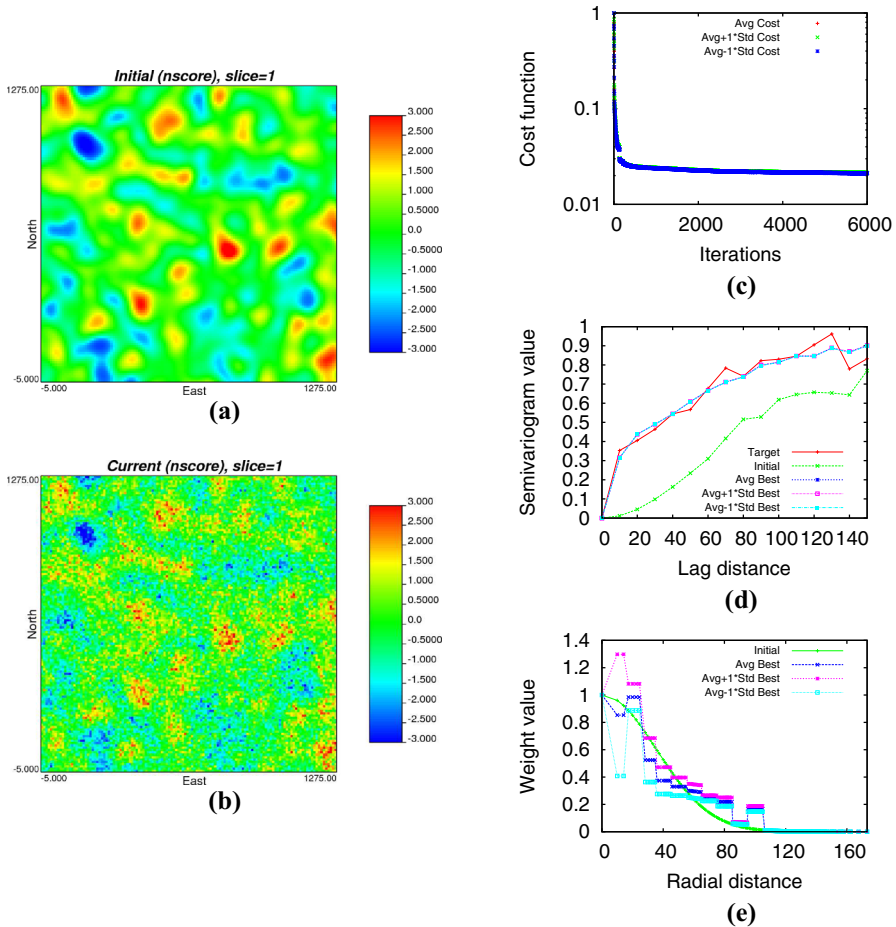 Initial (nscore), slice=1
1275.00
North
-5.000
-5.000
East
1275.00
3.000
2.500
2.000
1.500
1.000
0.5000
0.0
-0.5000
-1.000
-1.500
-2.000
-2.500
-3.000
(a)
Current (nscore), slice=1
1275.00
North
-5.000
-5.000
East
1275.00
3.000
2.500
2.000
1.500
1.000
0.5000
0.0
-0.5000
-1.000
-1.500
-2.000
-2.500
-3.000
(b)
Cost function
1
0.1
0.01
Avg Cost
Avg+1*Std Cost
Avg-1*Std Cost
0 2000 4000 6000
Iterations
(c)
Semivariogram value
1
0.9
0.8
0.7
0.6
0.5
0.4
0.3
0.2
0.1
0
Target
Initial
Avg Best
Avg+1*Std Best
Avg-1*Std Best
0 20 40 60 80 100 120 140
Lag distance
(d)
Weight value
1.4
1.2
1
0.8
0.6
0.4
0.2
0
Initial
Avg Best
Avg+1*Std Best
Avg-1*Std Best
0 40 80 120 160
Radial distance
(e)